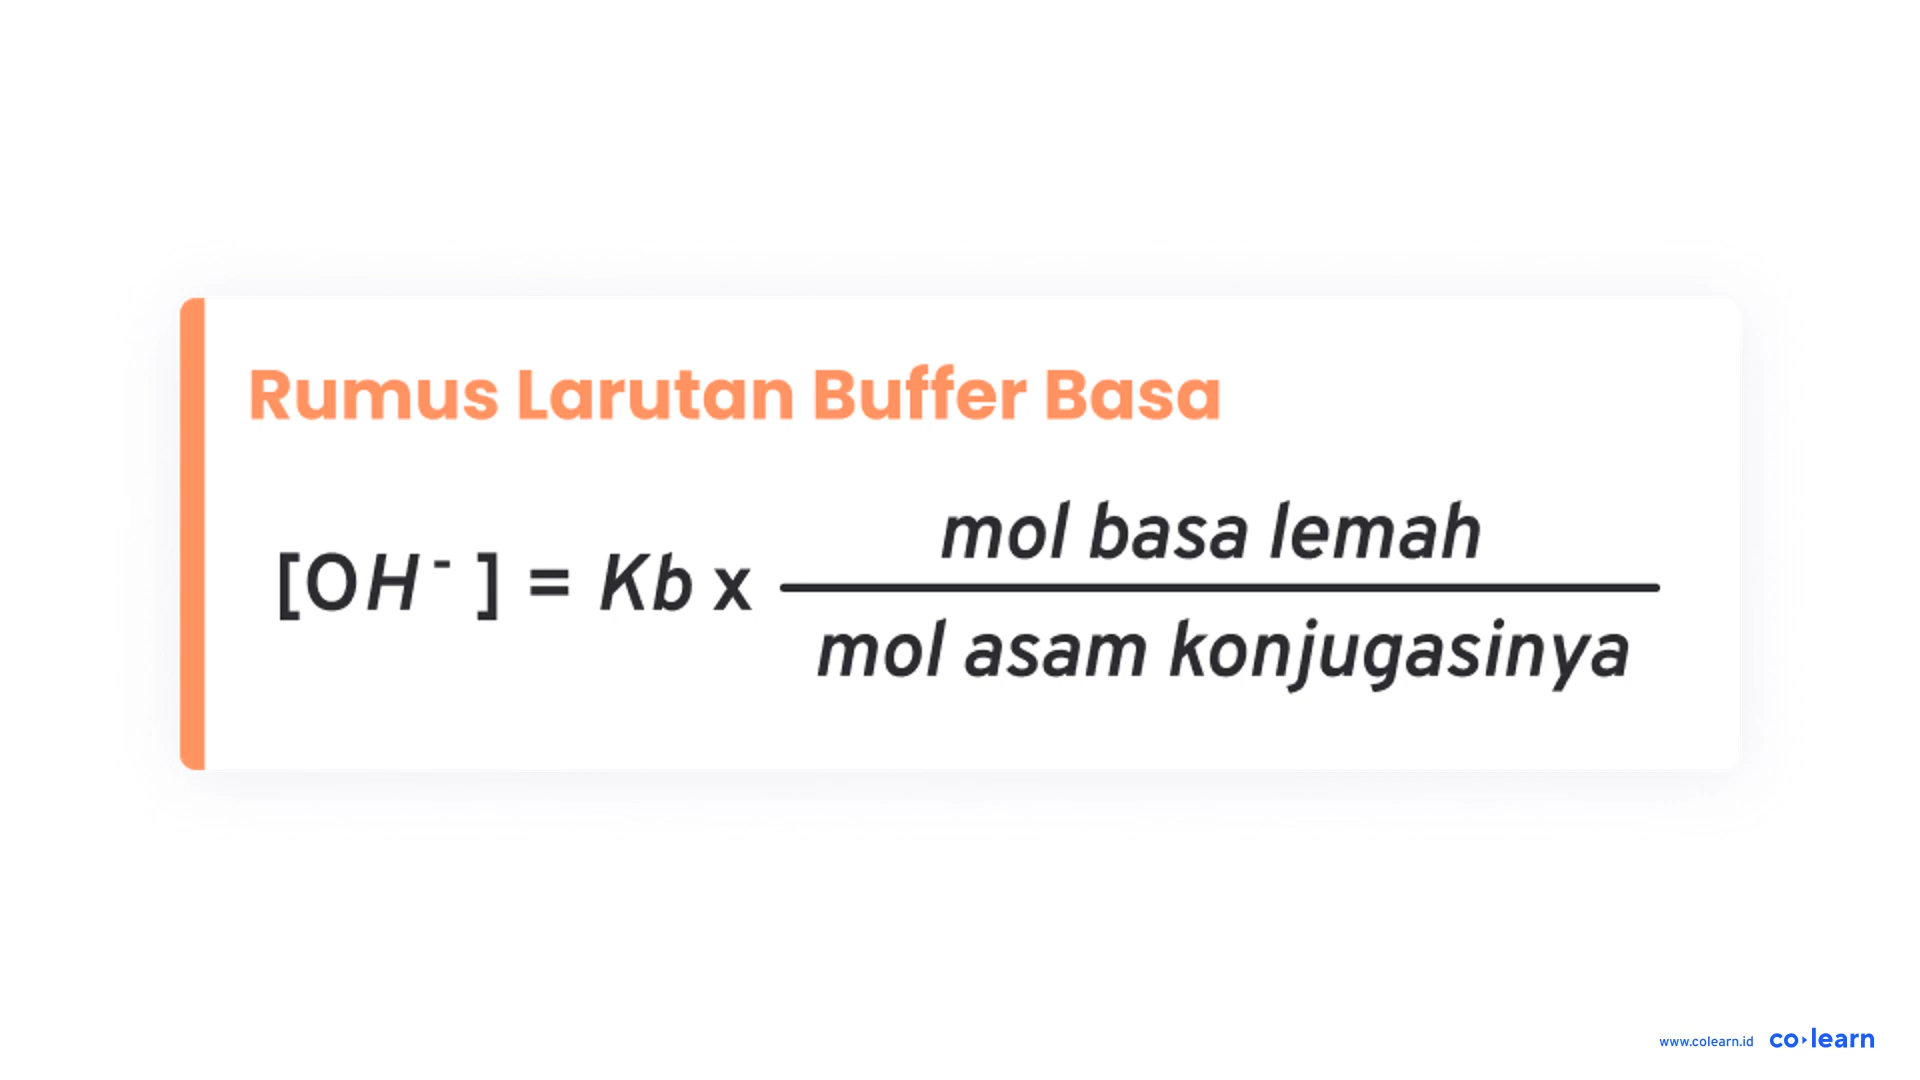 Rumus Larutan Buffer Basa
[OH⁻] = Kb x mol basa lemah / mol asam konjugasinya
www.colearn.id co‣learn